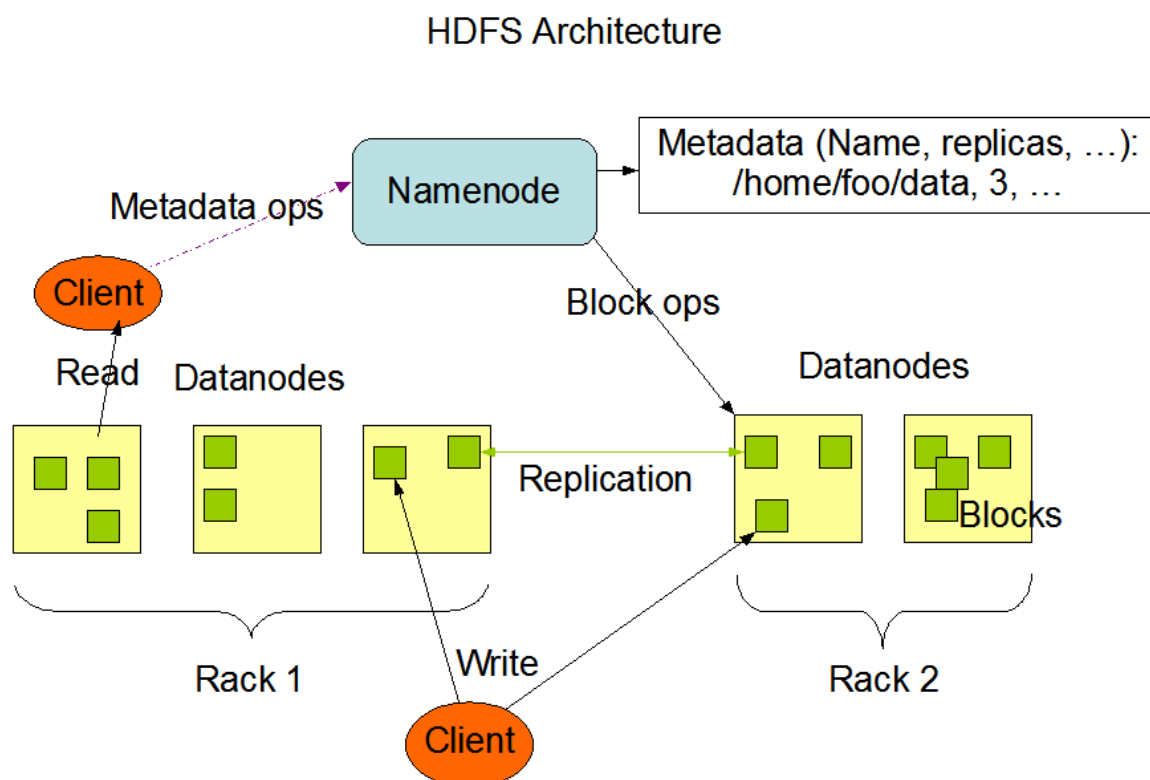 HDFS Architecture
Metadata (Name, replicas, …):
/home/foo/data, 3, …
Namenode
Metadata ops
Client
Block ops
Read
Datanodes
Datanodes
Replication
Blocks
Rack 1
Write
Rack 2
Client